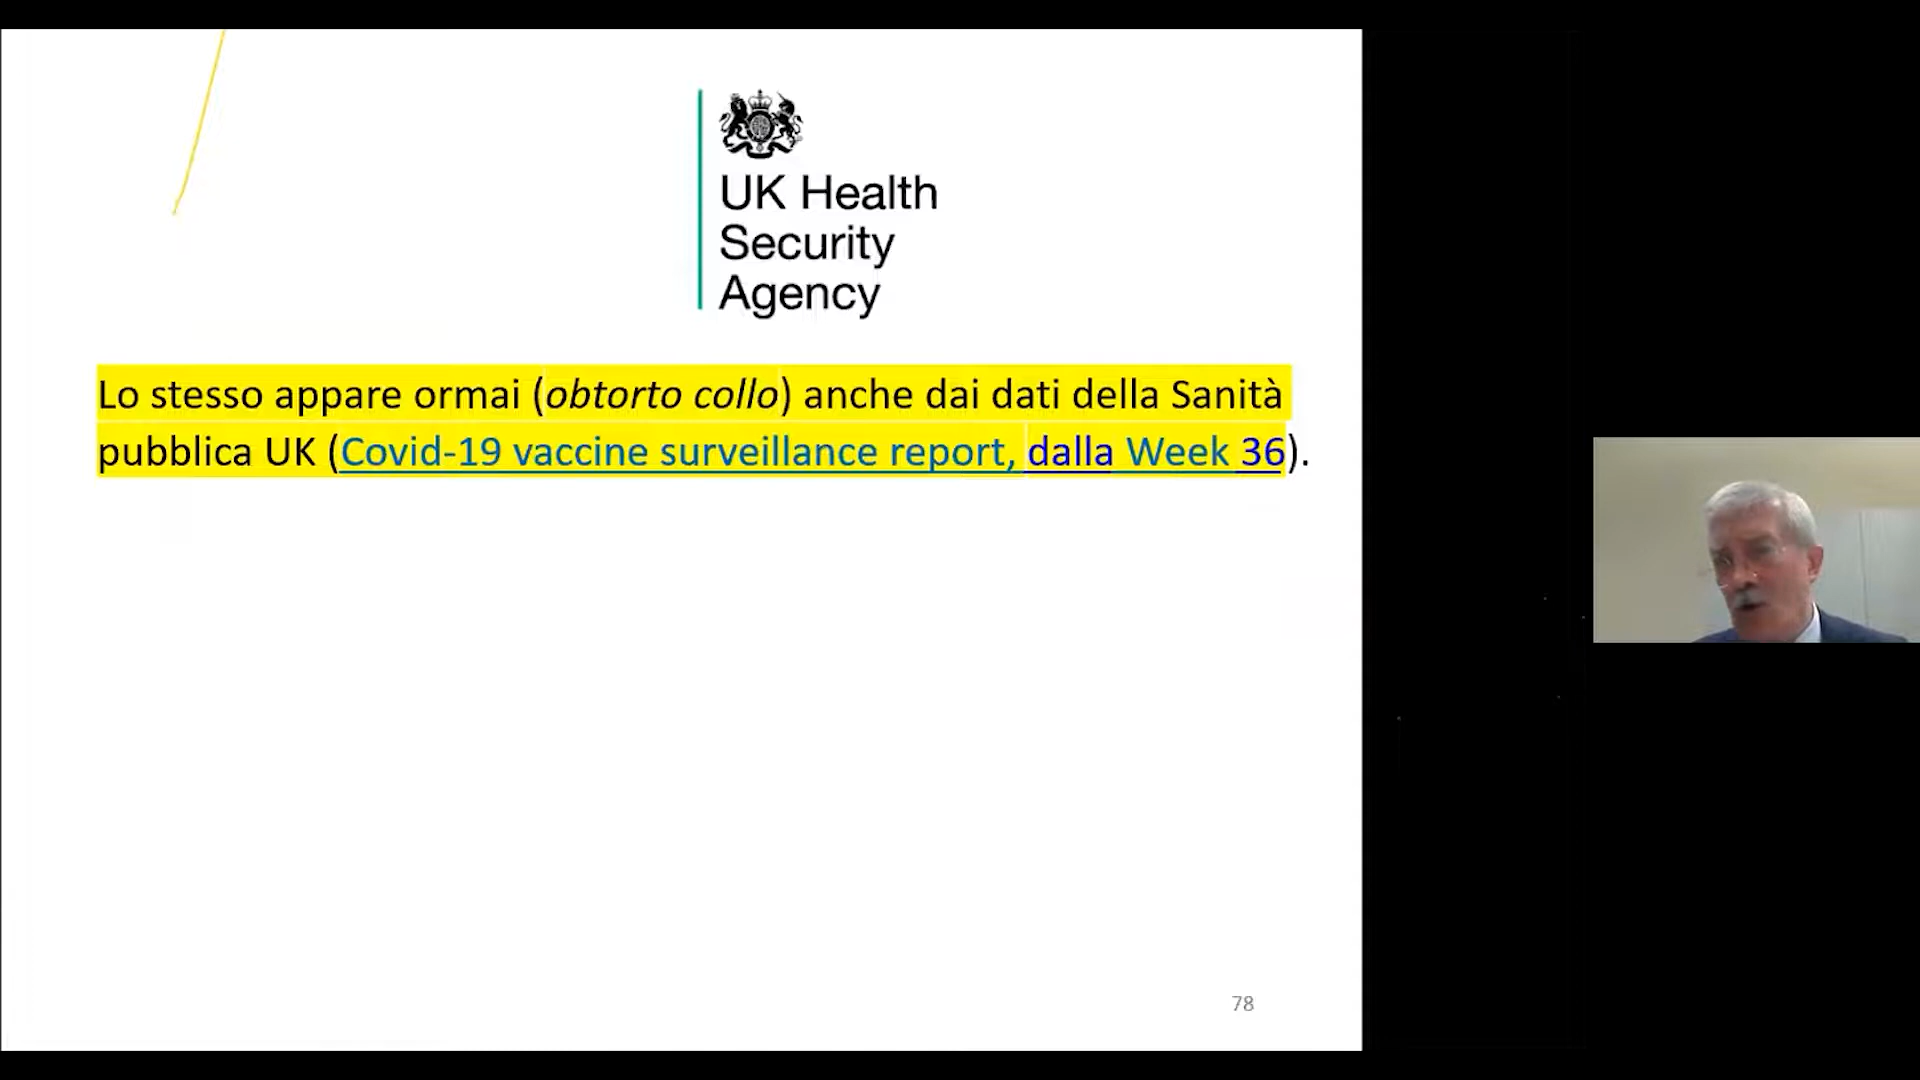 UK Health
Security
Agency
Lo stesso appare ormai (obtorto collo) anche dai dati della Sanità
pubblica UK (Covid-19 vaccine surveillance report, dalla Week 36).
78